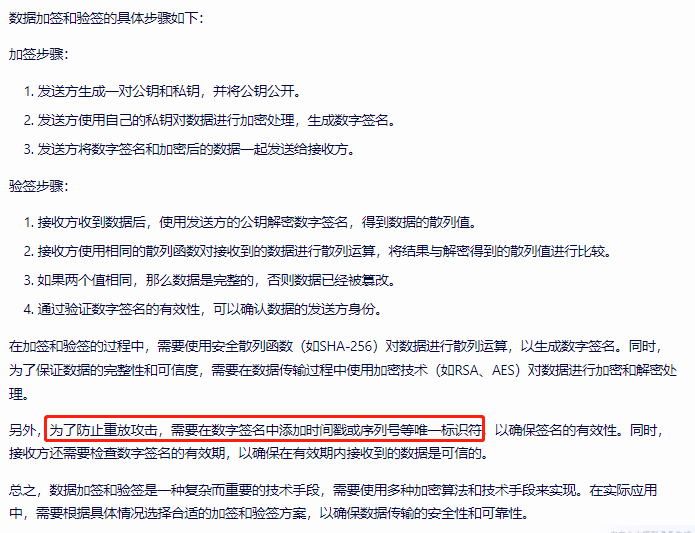 数据加签和验签的具体步骤如下：
加签步骤：
1. 发送方生成一对公钥和私钥，并将公钥公开。
2. 发送方使用自己的私钥对数据进行加密处理，生成数字签名。
3. 发送方将数字签名和加密后的数据一起发送给接收方。
验签步骤：
1. 接收方收到数据后，使用发送方的公钥解密数字签名，得到数据的散列值。
2. 接收方使用相同的散列函数对接收到的数据进行散列运算，将结果与解密得到的散列值进行比较。
3. 如果两个值相同，那么数据是完整的，否则数据已经被篡改。
4. 通过验证数字签名的有效性，可以确认数据的发送方身份。
在加签和验签的过程中，需要使用安全散列函数（如SHA-256）对数据进行散列运算，以生成数字签名。同时，
为了保证数据的完整性和可信度，需要在数据传输过程中使用加密技术（如RSA、AES）对数据进行加密和解密处
理。
另外，为了防止重放攻击，需要在数字签名中添加时间戳或序列号等唯一标识符 以确保签名的有效性。同时，
接收方还需要检查数字签名的有效期，以确保在有效期内接收到的数据是可信的。
总之，数据加签和验签是一种复杂而重要的技术手段，需要使用多种加密算法和技术手段来实现。在实际应用
中，需要根据具体情况选择合适的加签和验签方案，以确保数据传输的安全性和可靠性。